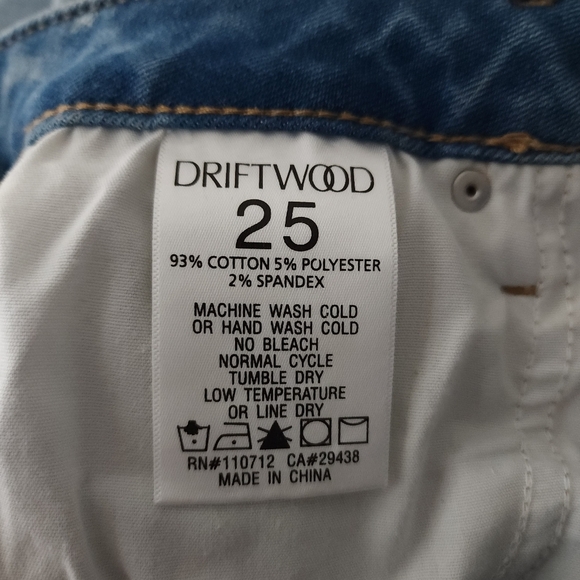 DRIFTWOOD
25
93% COTTON 5% POLYESTER
2% SPANDEX
MACHINE WASH COLD
OR HAND WASH COLD
NO BLEACH
NORMAL CYCLE
TUMBLE DRY
LOW TEMPERATURE
OR LINE DRY
RN#110712 CA#29438
MADE IN CHINA